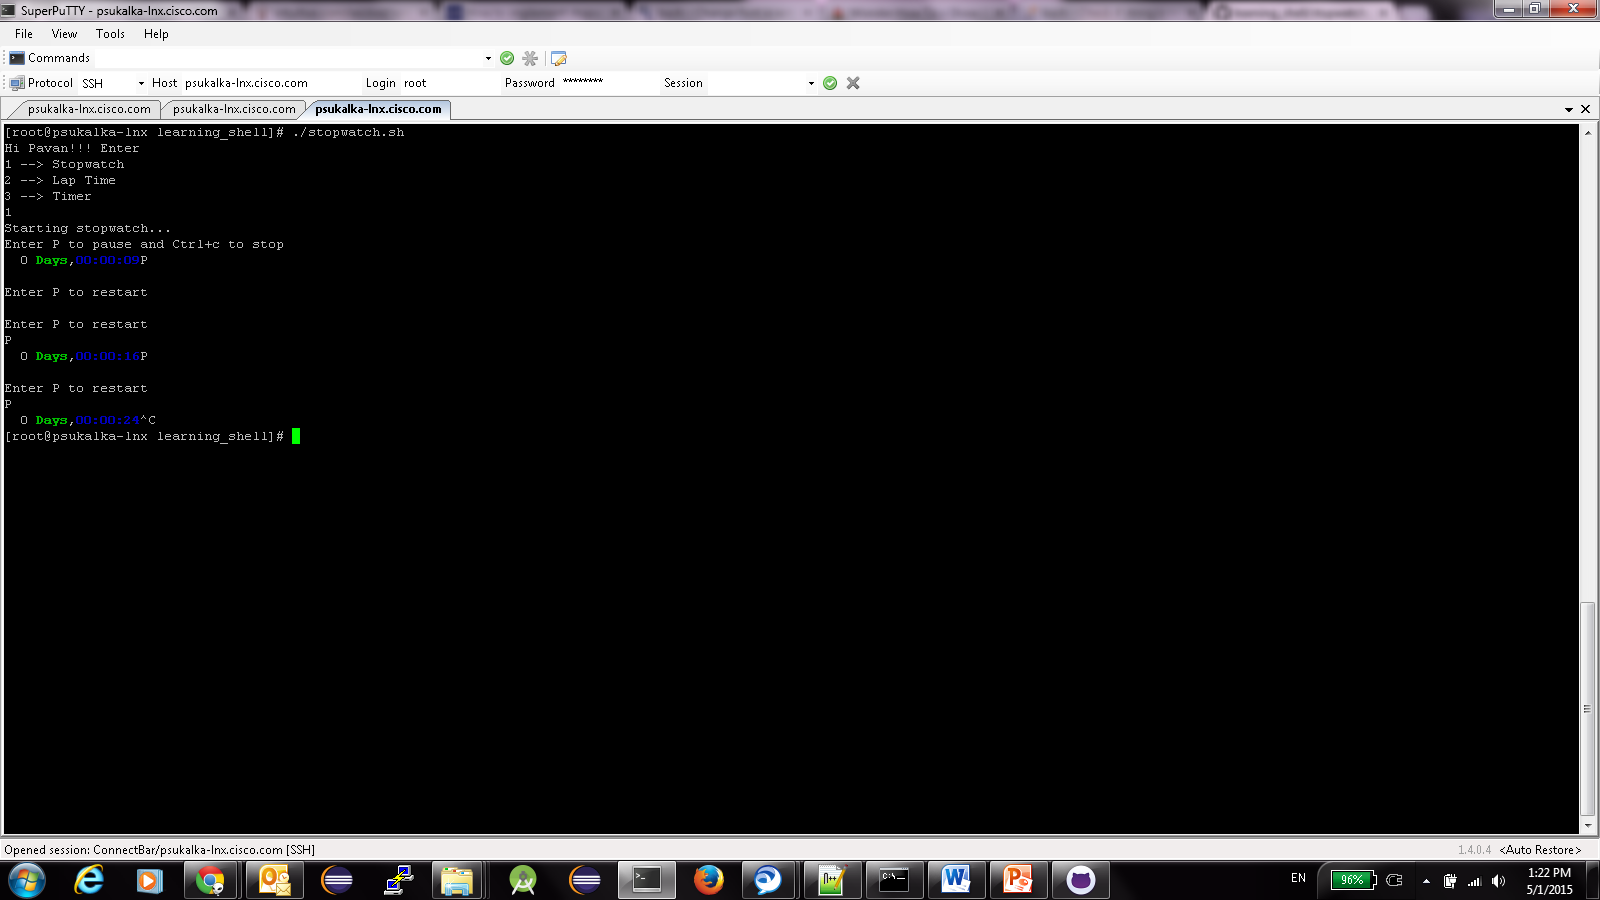 SuperPuTTY - psukalka-lnx.cisco.com
File View Tools Help
Commands
Protocol SSH Host psukalka-lnx.cisco.com Login root Password ******** Session
psukalka-lnx.cisco.com psukalka-lnx.cisco.com psukalka-lnx.cisco.com
[root@psukalka-lnx learning_shell]# ./stopwatch.sh
Hi Pavan!!! Enter
1 --> Stopwatch
2 --> Lap Time
3 --> Timer
1
Starting stopwatch...
Enter P to pause and Ctrl+c to stop
0 Days,00:00:09P
Enter P to restart
Enter P to restart
P
0 Days,00:00:16P
Enter P to restart
P
0 Days,00:00:24^C
[root@psukalka-lnx learning_shell]#
Opened session: ConnectBar/psukalka-lnx.cisco.com [SSH] 1.4.0.4 <Auto Restore>
EN 96% 1:22 PM
5/1/2015